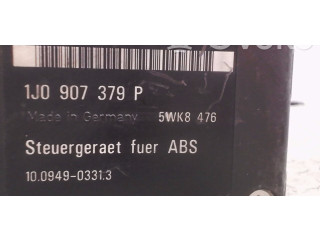 1J0 907 379 P
Made in Germany 5WK8 476
Steuergeraet fuer ABS
10.0949-0331.3